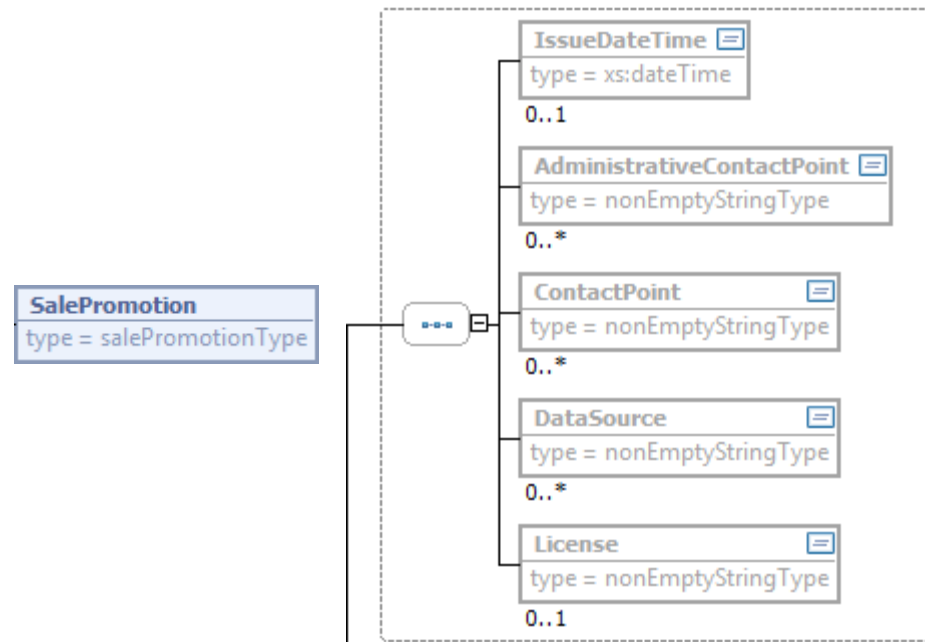 IssueDateTime
type = xs:dateTime
0..1
AdministrativeContactPoint
type = nonEmptyStringType
0..*
SalePromotion
type = salePromotionType
ContactPoint
type = nonEmptyStringType
0..*
DataSource
type = nonEmptyStringType
0..*
License
type = nonEmptyStringType
0..1